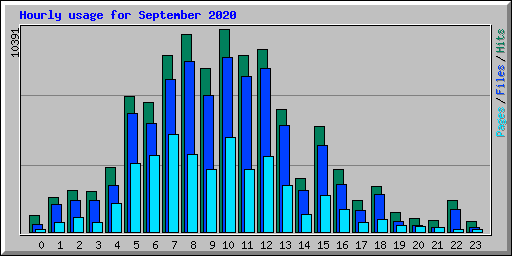 Hourly usage for September 2020
10391
Pages/Files/Hits
0 1 2 3 4 5 6 7 8 9 10 11 12 13 14 15 16 17 18 19 20 21 22 23